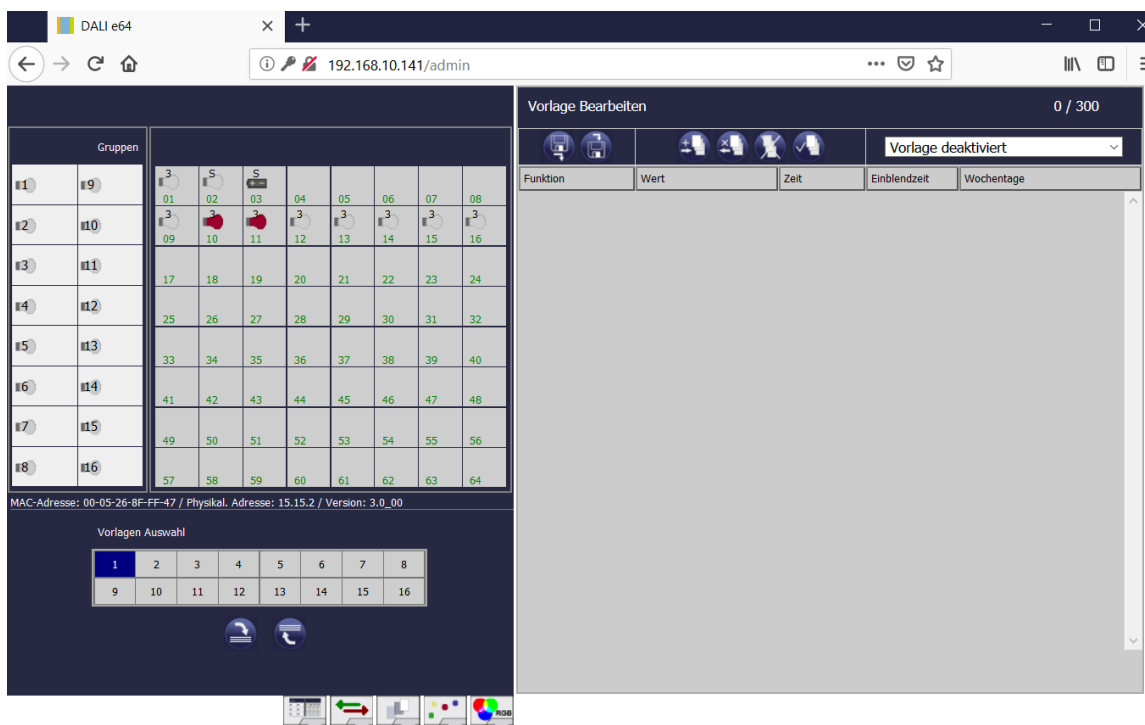 DALI e64
192.168.10.141/admin
Vorlage Bearbeiten 0 / 300
Gruppen
Vorlage deaktiviert
Funktion Wert Zeit Einblendzeit Wochentage
1 9 3 S S
01 02 03 04 05 06 07 08
2 10 3 3 3 3 3 3 3 3
09 10 11 12 13 14 15 16
3 11
17 18 19 20 21 22 23 24
4 12
25 26 27 28 29 30 31 32
5 13
33 34 35 36 37 38 39 40
6 14
41 42 43 44 45 46 47 48
7 15
49 50 51 52 53 54 55 56
8 16
57 58 59 60 61 62 63 64
MAC-Adresse: 00-05-26-8F-FF-47 / Physikal. Adresse: 15.15.2 / Version: 3.0_00
Vorlagen Auswahl
1 2 3 4 5 6 7 8
9 10 11 12 13 14 15 16
RGB